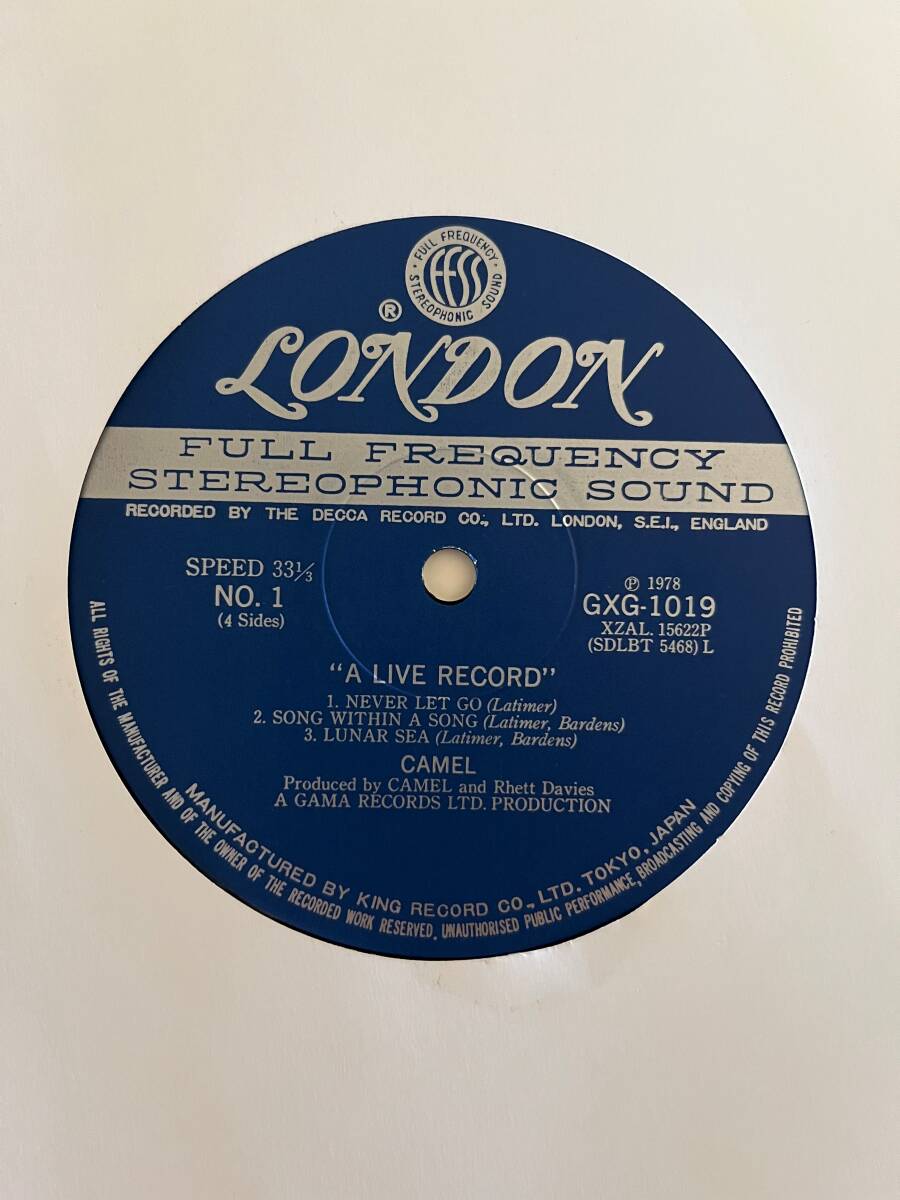 FULL FREQUENCY
FFSS
STEREOPHONIC SOUND
®
LONDON
FULL FREQUENCY
STEREOPHONIC SOUND
RECORDED BY THE DECCA RECORD CO., LTD. LONDON, S.E.I., ENGLAND
SPEED 33⅓
NO. 1
(4 Sides)
℗ 1978
GXG-1019
XZAL. 15622P
(SDLBT 5468) L
"A LIVE RECORD"
1. NEVER LET GO (Latimer)
2. SONG WITHIN A SONG (Latimer, Bardens)
3. LUNAR SEA (Latimer, Bardens)
CAMEL
Produced by CAMEL and Rhett Davies
A GAMA RECORDS LTD. PRODUCTION
MANUFACTURED BY KING RECORD CO., LTD. TOKYO, JAPAN
ALL RIGHTS OF THE MANUFACTURER AND OF THE OWNER OF THE RECORDED WORK RESERVED. UNAUTHORISED PUBLIC PERFORMANCE, BROADCASTING AND COPYING OF THIS RECORD PROHIBITED